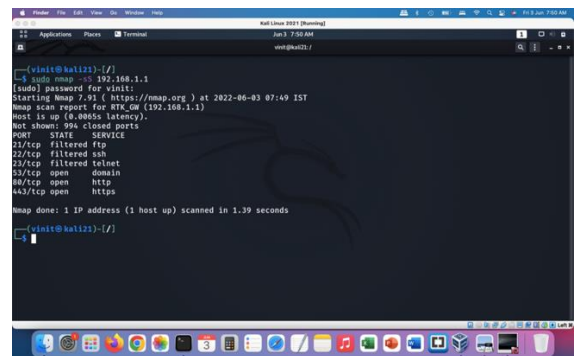 Finder File Edit View Go Window Help
Fri 3 Jun 7:50 AM
Kali Linux 2021 [Running]
Applications Places Terminal Jun 3 7:50 AM 1
vinit@kali21: /
┌──(vinit㉿kali21)-[/]
└─$ sudo nmap -sS 192.168.1.1
[sudo] password for vinit:
Starting Nmap 7.91 ( https://nmap.org ) at 2022-06-03 07:49 IST
Nmap scan report for RTK_GW (192.168.1.1)
Host is up (0.0065s latency).
Not shown: 994 closed ports
PORT STATE SERVICE
21/tcp filtered ftp
22/tcp filtered ssh
23/tcp filtered telnet
53/tcp open domain
80/tcp open http
443/tcp open https
Nmap done: 1 IP address (1 host up) scanned in 1.39 seconds
┌──(vinit㉿kali21)-[/]
└─$
Left ⌘
3